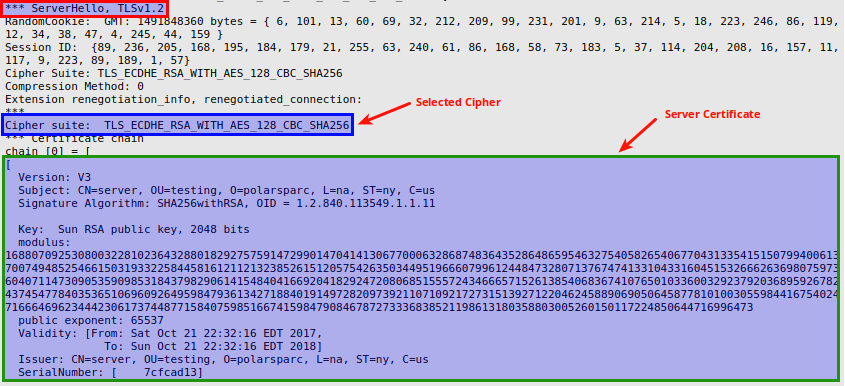 *** ServerHello, TLSv1.2
RandomCookie:  GMT: 1491848360 bytes = { 6, 101, 13, 60, 69, 32, 212, 209, 99, 231, 201, 9, 63, 214, 5, 18, 223, 246, 86, 119,
12, 34, 38, 47, 4, 245, 44, 159 }
Session ID:  {89, 236, 205, 168, 195, 184, 179, 21, 255, 63, 240, 61, 86, 168, 58, 73, 183, 5, 37, 114, 204, 208, 16, 157, 11,
117, 9, 223, 89, 189, 1, 57}
Cipher Suite: TLS_ECDHE_RSA_WITH_AES_128_CBC_SHA256
Compression Method: 0
Extension renegotiation_info, renegotiated_connection:
***
Selected Cipher
Server Certificate
Cipher suite:  TLS_ECDHE_RSA_WITH_AES_128_CBC_SHA256
*** Certificate chain
chain [0] = [
[
Version: V3
Subject: CN=server, OU=testing, O=polarsparc, L=na, ST=ny, C=us
Signature Algorithm: SHA256withRSA, OID = 1.2.840.113549.1.1.11
Key:  Sun RSA public key, 2048 bits
modulus:
public exponent: 65537
Validity: [From: Sat Oct 21 22:32:16 EDT 2017,
To: Sun Oct 21 22:32:16 EDT 2018]
Issuer: CN=server, OU=testing, O=polarsparc, L=na, ST=ny, C=us
SerialNumber: [    7cfcad13]